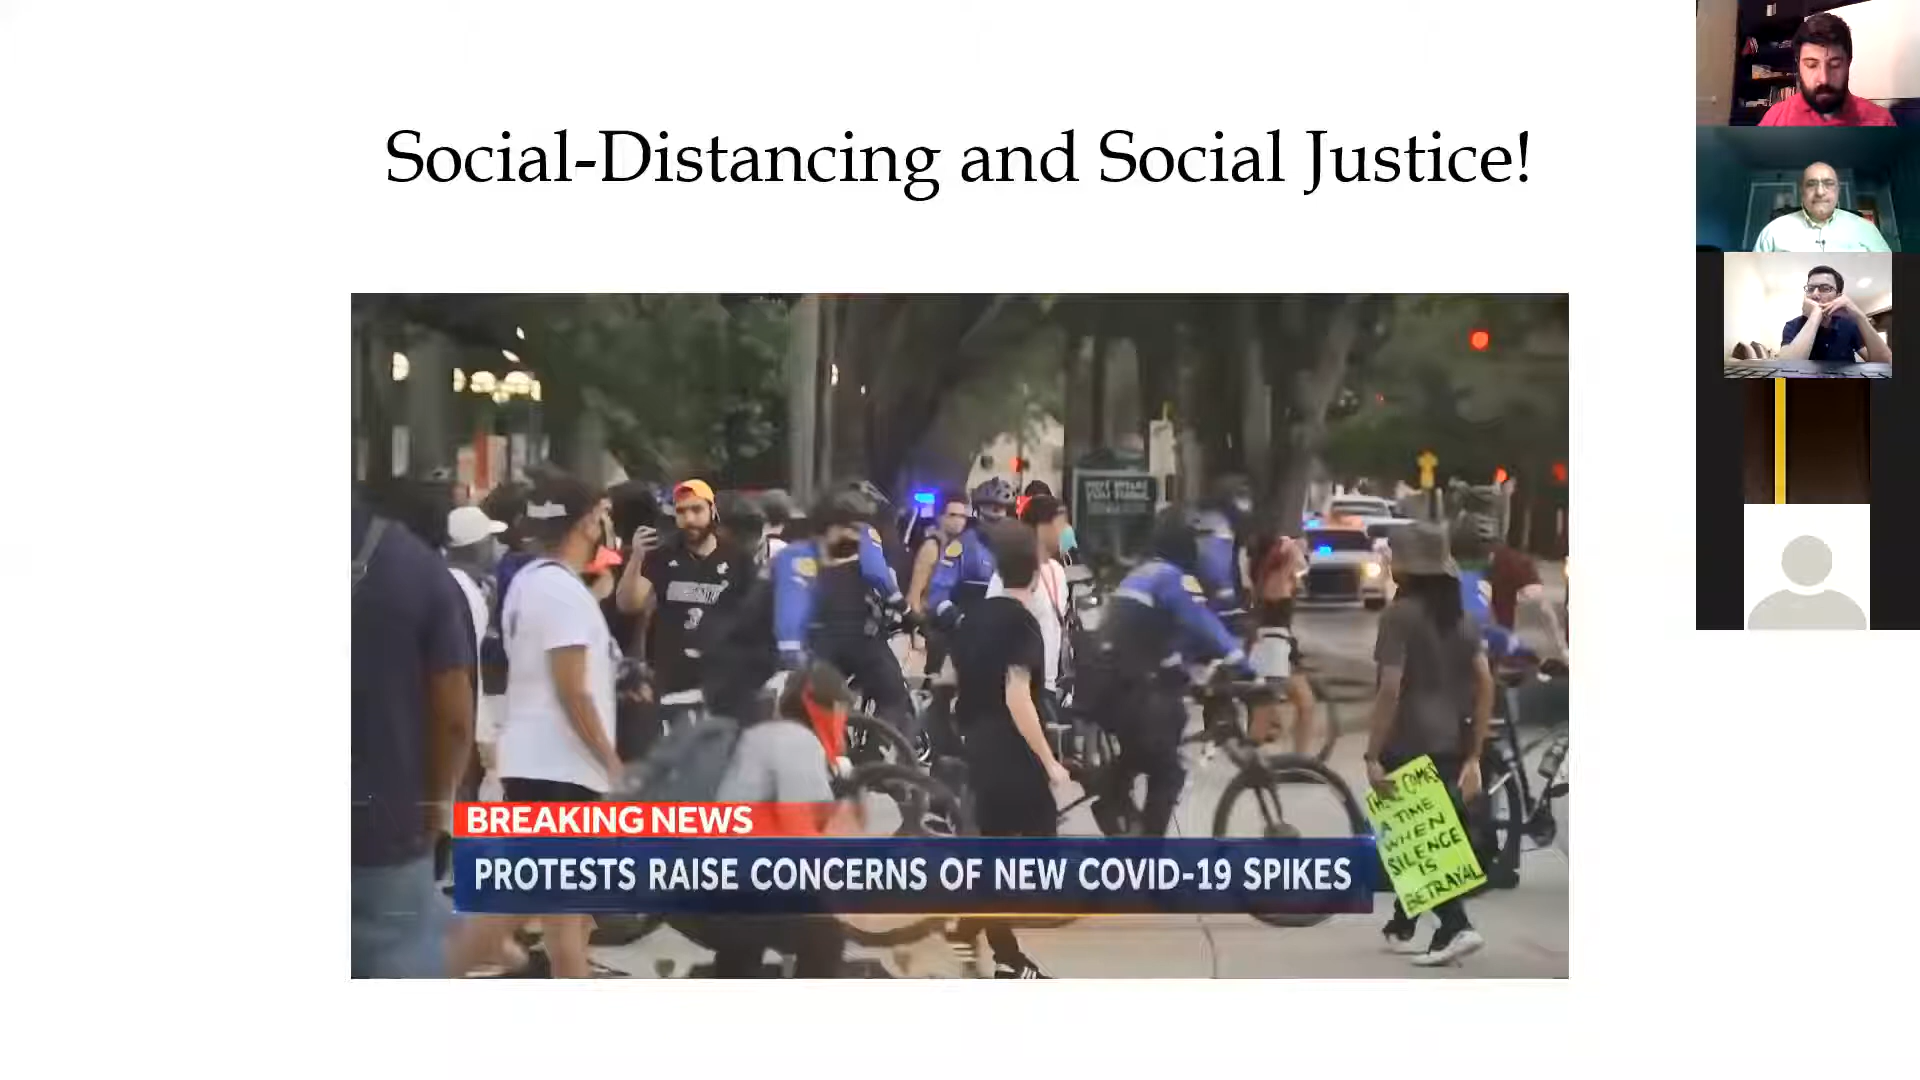 Social-Distancing and Social Justice!
3
BREAKING NEWS
PROTESTS RAISE CONCERNS OF NEW COVID-19 SPIKES
COMES
A TIME
WHEN
SILENCE
IS
BETRAYAL